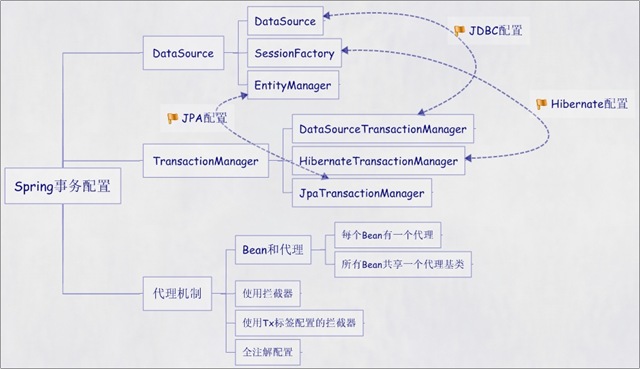 Spring事务配置
DataSource
DataSource
SessionFactory
EntityManager
JDBC配置
Hibernate配置
JPA配置
TransactionManager
DataSourceTransactionManager
HibernateTransactionManager
JpaTransactionManager
代理机制
Bean和代理
每个Bean有一个代理
所有Bean共享一个代理基类
使用拦截器
使用Tx标签配置的拦截器
全注解配置